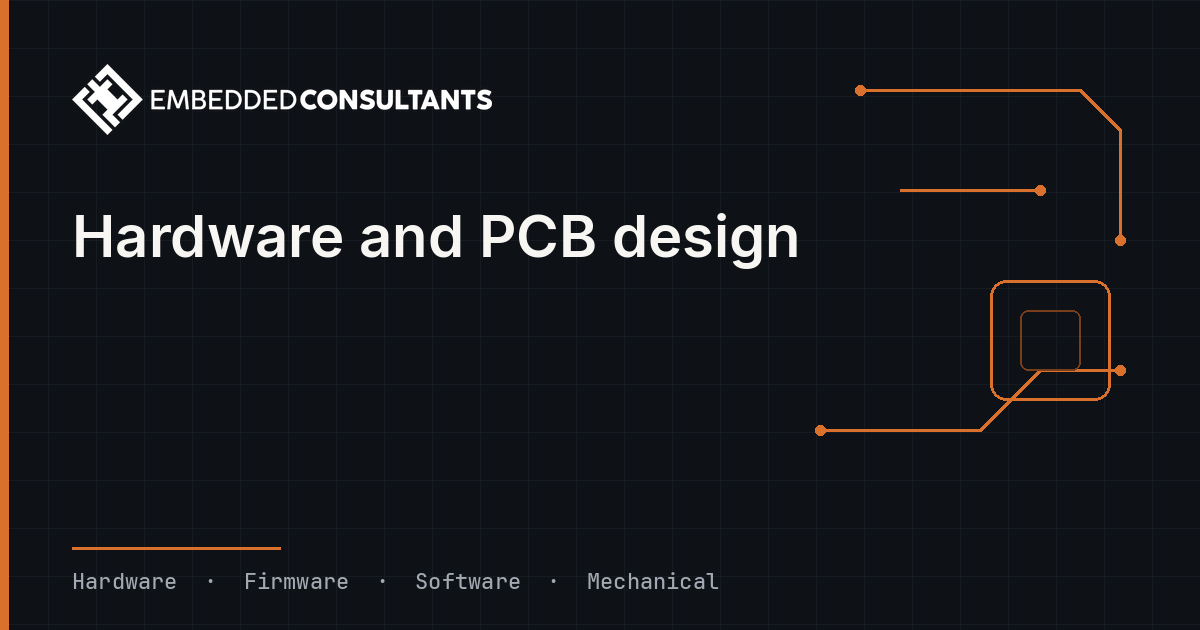 EMBEDDEDCONSULTANTS
Hardware and PCB design
Hardware · Firmware · Software · Mechanical